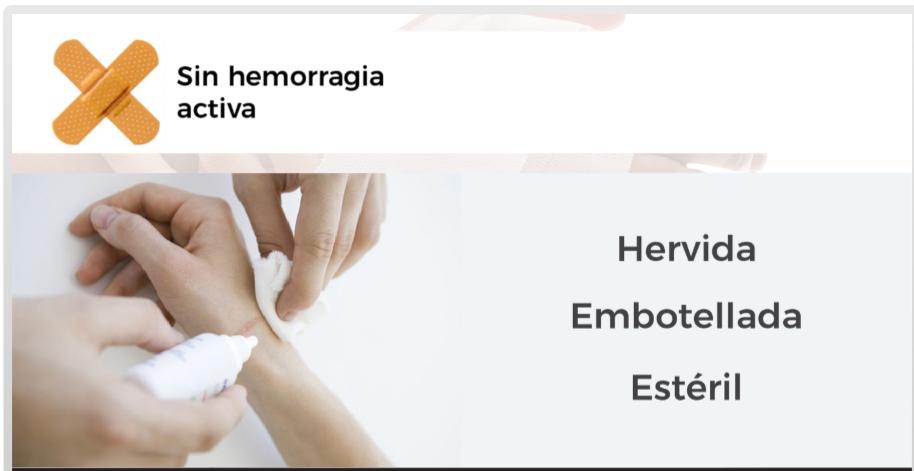 Sin hemorragia
activa
Hervida
Embotellada
Estéril